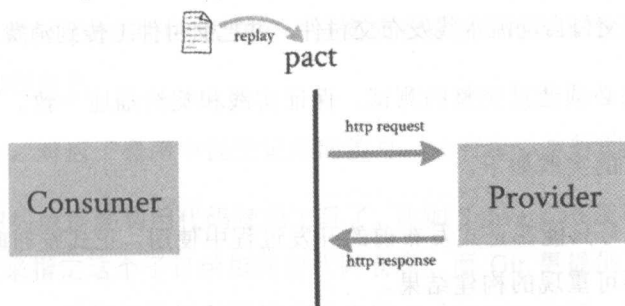 replay
pact
http request
Consumer
Provider
http response